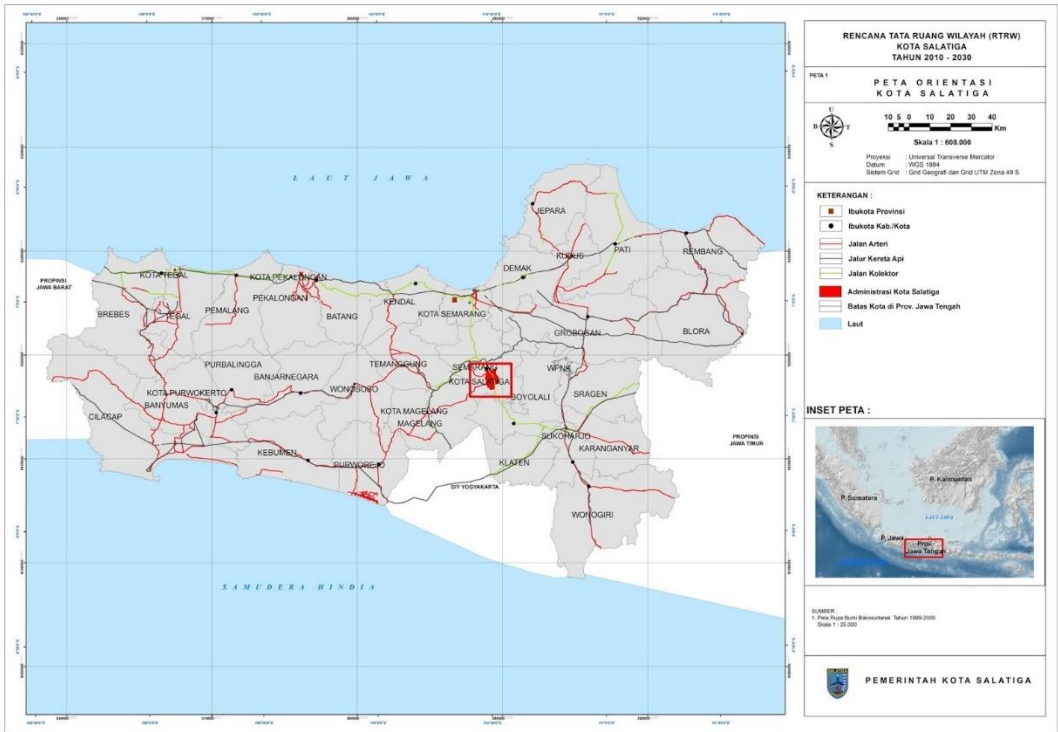 RENCANA TATA RUANG WILAYAH (RTRW)
KOTA SALATIGA
TAHUN 2010 - 2030
PETA 1
PETA ORIENTASI
KOTA SALATIGA
U
B
T
S
10 5 0 10 20 30 40
Km
Skala 1 : 600.000
Proyeksi : Universal Transverse Mercator
Datum : WGS 1984
Sistem Grid : Grid Geografi dan Grid UTM Zona 49 S
KETERANGAN :
Ibukota Provinsi
Ibukota Kab./Kota
Jalan Arteri
Jalur Kereta Api
Jalan Kolektor
Administrasi Kota Salatiga
Batas Kota di Prov. Jawa Tengah
Laut
INSET PETA :
P. Sumatera
P. Kalimantan
LAUT JAWA
P. Jawa
Prov.
Jawa Tengah
SUMBER :
1. Peta Rupa Bumi Bakosurtanal Tahun 1999-2000
Skala 1 : 25.000
SALATIGA
PEMERINTAH KOTA SALATIGA
LAUT JAWA
JEPARA
PATI
REMBANG
KUDUS
DEMAK
PROPINSI
JAWA BARAT
KOTA TEGAL
KOTA PEKALONGAN
PEKALONGAN
KENDAL
BREBES
TEGAL
PEMALANG
BATANG
KOTA SEMARANG
GROBOGAN
BLORA
PURBALINGGA
BANJARNEGARA
TEMANGGUNG
SEMARANG
KOTA SALATIGA
WPNK
KOTA PURWOKERTO
WONOSOBO
BOYOLALI
SRAGEN
CILACAP
BANYUMAS
KOTA MAGELANG
MAGELANG
SUKOHARJO
KARANGANYAR
PROPINSI
JAWA TIMUR
KEBUMEN
PURWOREJO
KLATEN
DIY YOGYAKARTA
WONOGIRI
SAMUDERA HINDIA